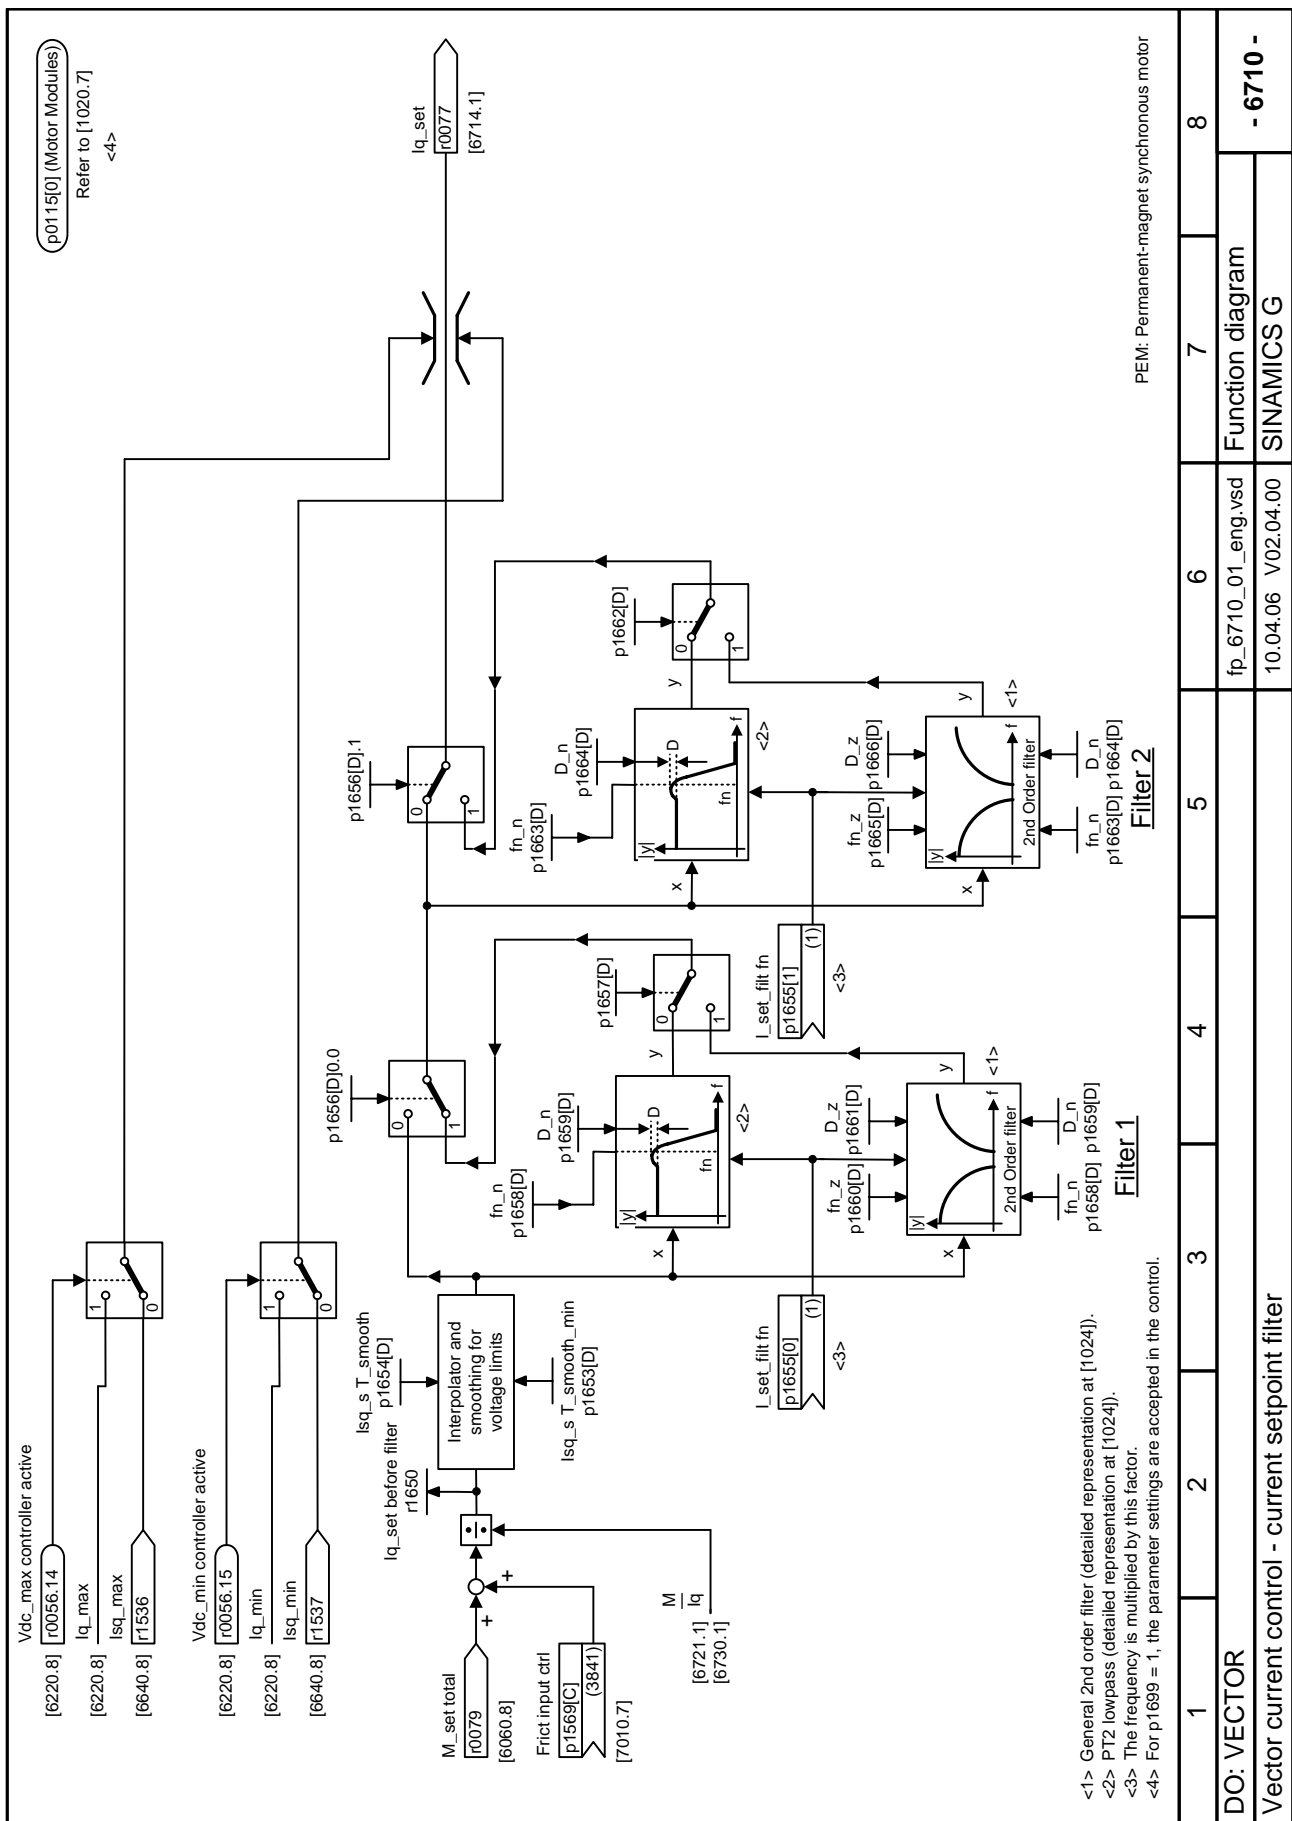 p0115[0] (Motor Modules)
Refer to [1020.7]
<4>
Vdc_max controller active
[6220.8] r0056.14
Iq_max
[6220.8]
Isq_max
[6640.8] r1536
1
0
Vdc_min controller active
[6220.8] r0056.15
Iq_min
[6220.8]
Isq_min
[6640.8] r1537
1
0
Iq_set
r0077
[6714.1]
M_set total
r0079
[6060.8]
+
+
Frict input ctrl
p1569[C]
(3841)
[7010.7]
M
Iq
[6721.1]
[6730.1]
Iq_set before filter
r1650
Isq_s T_smooth
p1654[D]
Interpolator and
smoothing for
voltage limits
Isq_s T_smooth_min
p1653[D]
p1656[D]0.0
0
1
p1656[D].1
0
1
fn_n
p1658[D]
D_n
p1659[D]
|y|
fn
D
f
x
y
<2>
p1657[D]
0
1
I_set_filt fn
p1655[0]
(1)
<3>
fn_z
p1660[D]
D_z
p1661[D]
|y|
f
2nd Order filter
x
y
<1>
fn_n
p1658[D]
D_n
p1659[D]
Filter 1
fn_n
p1663[D]
D_n
p1664[D]
|y|
fn
D
f
x
y
<2>
p1662[D]
0
1
I_set_filt fn
p1655[1]
(1)
<3>
fn_z
p1665[D]
D_z
p1666[D]
|y|
f
2nd Order filter
x
y
<1>
fn_n
p1663[D]
D_n
p1664[D]
Filter 2
PEM: Permanent-magnet synchronous motor
<1> General 2nd order filter (detailed representation at [1024]).
<2> PT2 lowpass (detailed representation at [1024]).
<3> The frequency is multiplied by this factor.
<4> For p1699 = 1, the parameter settings are accepted in the control.
1 2 3 4 5 6 7 8
DO: VECTOR fp_6710_01_eng.vsd Function diagram - 6710 -
Vector current control - current setpoint filter 10.04.06 V02.04.00 SINAMICS G